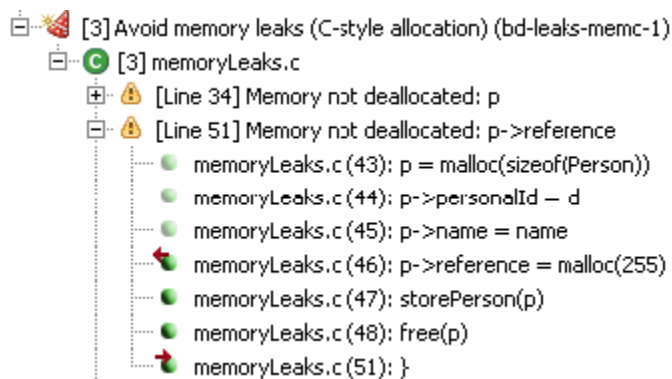 [3] Avoid memory leaks (C-style allocation) (bd-leaks-memc-1)
C [3] memoryLeaks.c
[Line 34] Memory not deallocated: p
[Line 51] Memory not deallocated: p->reference
memoryLeaks.c (43): p = malloc(sizeof(Person))
memoryLeaks.c (44): p->personalId = d
memoryLeaks.c (45): p->name = name
memoryLeaks.c (46): p->reference = malloc(255)
memoryLeaks.c (47): storePerson(p)
memoryLeaks.c (48): free(p)
memoryLeaks.c (51): }